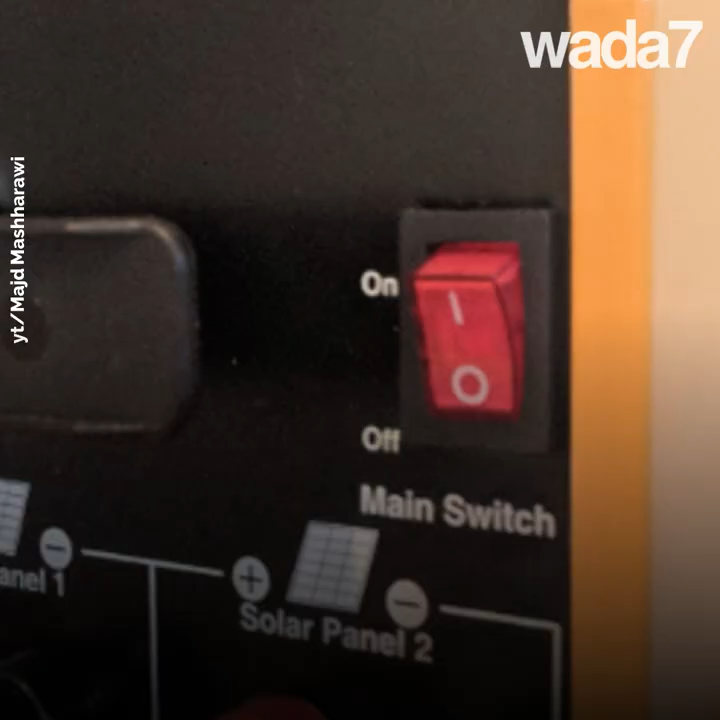 wada7
yt/Majd Mashharawi
On
I
O
Off
Main Switch
anel 1
Solar Panel 2